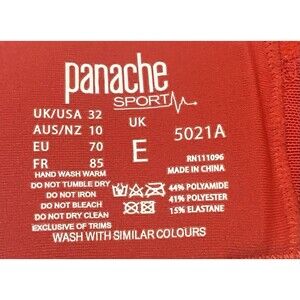 panache
SPORT
UK/USA 32
AUS/NZ 10
EU 70
FR 85
UK
E
5021A
RN111096
MADE IN CHINA
HAND WASH WARM
DO NOT TUMBLE DRY
DO NOT IRON
DO NOT BLEACH
DO NOT DRY CLEAN
EXCLUSIVE OF TRIMS
44% POLYAMIDE
41% POLYESTER
15% ELASTANE
WASH WITH SIMILAR COLOURS